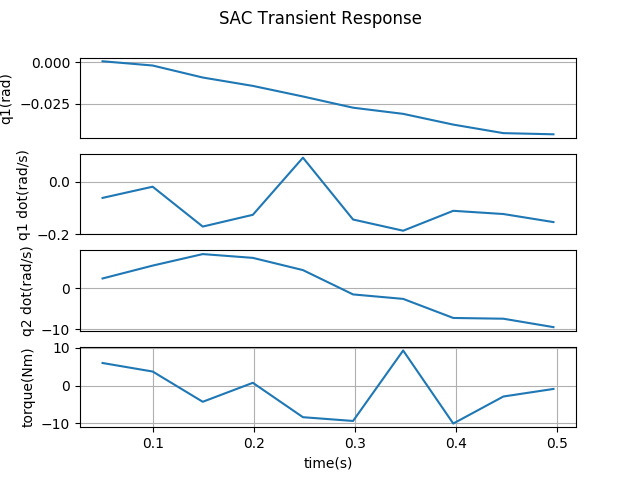 SAC Transient Response
0.000
−0.025
q1(rad)
0.0
−0.2
q1 dot(rad/s)
0
−10
q2 dot(rad/s)
10
0
−10
torque(Nm)
0.1 0.2 0.3 0.4 0.5
time(s)